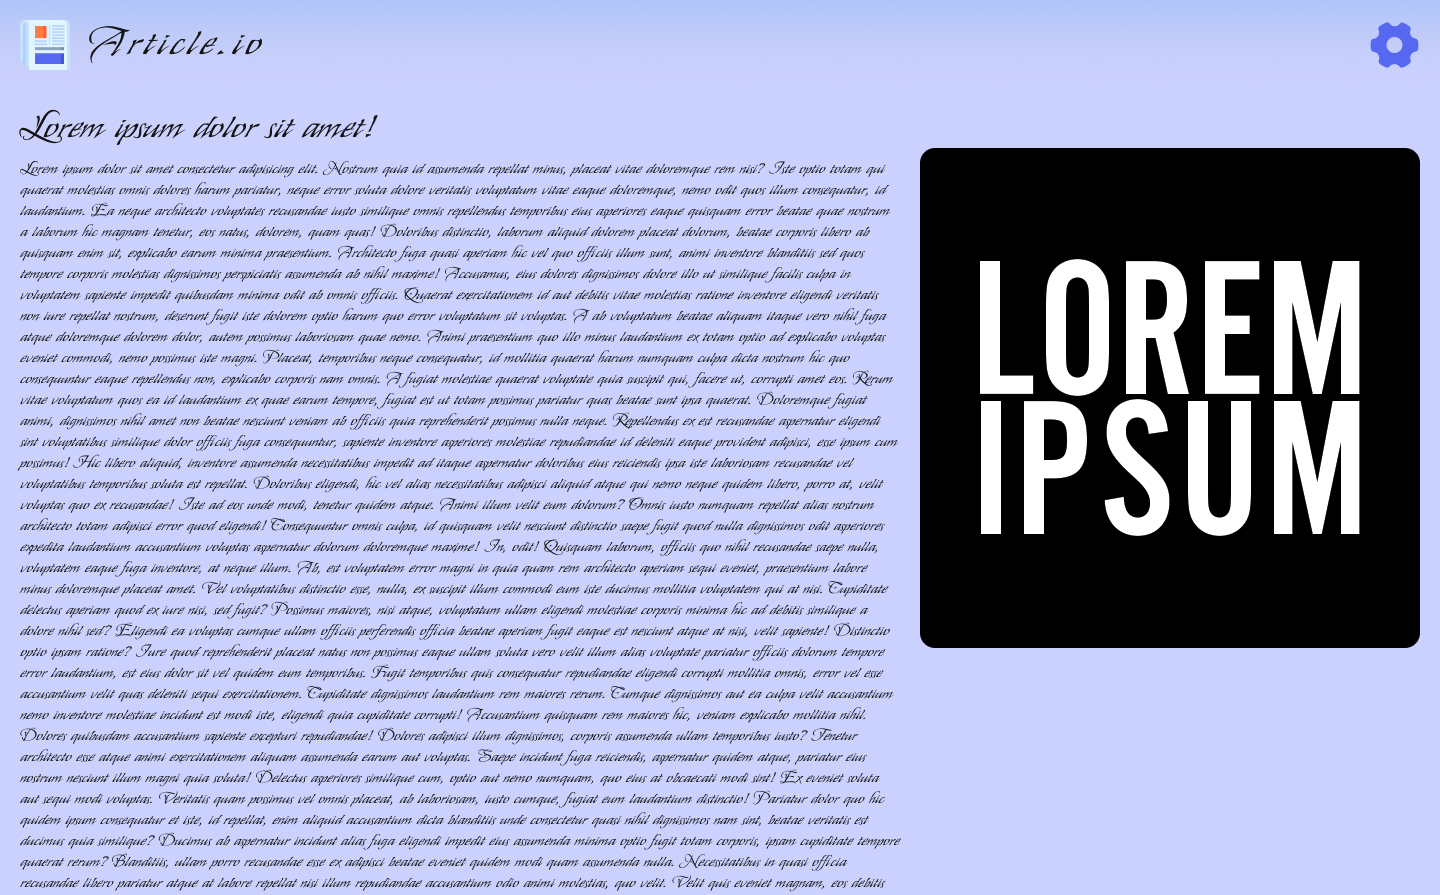 Article.io
Lorem ipsum dolor sit amet!
Lorem ipsum dolor sit amet consectetur adipisicing elit. Nostrum quia id assumenda repellat minus, placeat vitae doloremque rem nisi? Iste optio totam qui
quaerat molestias omnis dolores harum pariatur, neque error soluta dolore veritatis voluptatum vitae eaque doloremque, nemo odit quos illum consequatur, id
laudantium. Ea neque architecto voluptates recusandae iusto similique omnis repellendus temporibus eius asperiores eaque quisquam error beatae quae nostrum
a laborum hic magnam tenetur, eos natus, dolorem, quam quas! Doloribus distinctio, laborum aliquid dolorem placeat dolorum, beatae corporis libero ab
quisquam enim sit, explicabo earum minima praesentium. Architecto fuga quasi aperiam hic vel quo officiis illum sunt, animi inventore blanditiis sed quos
tempore corporis molestias dignissimos perspiciatis assumenda ab nihil maxime! Accusamus, eius dolores dignissimos dolore illo ut similique facilis culpa in
voluptatem sapiente impedit quibusdam minima odit ab omnis officiis. Quaerat exercitationem id aut debitis vitae molestias ratione inventore eligendi veritatis
non iure repellat nostrum, deserunt fugit iste dolorem optio harum quo error voluptatum sit voluptas. A ab voluptatum beatae aliquam itaque vero nihil fuga
atque doloremque dolorem dolor, autem possimus laboriosam quae nemo. Animi praesentium quo illo minus laudantium ex totam optio ad explicabo voluptas
eveniet commodi, nemo possimus iste magni. Placeat, temporibus neque consequatur, id mollitia quaerat harum numquam culpa dicta nostrum hic quo
consequuntur eaque repellendus non, explicabo corporis nam omnis. A fugiat molestiae quaerat voluptate quia suscipit qui, facere ut, corrupti amet eos. Rerum
vitae voluptatum quos ea id laudantium ex quae earum tempore, fugiat est ut totam possimus pariatur quas beatae sunt ipsa quaerat. Doloremque fugiat
animi, dignissimos nihil amet non beatae nesciunt veniam ab officiis quia reprehenderit possimus nulla neque. Repellendus ex est recusandae aspernatur eligendi
sint voluptatibus similique dolor officiis fuga consequuntur, sapiente inventore asperiores molestiae repudiandae id deleniti eaque provident adipisci, esse ipsum cum
possimus! Hic libero aliquid, inventore assumenda necessitatibus impedit ad itaque aspernatur doloribus eius reiciendis ipsa iste laboriosam recusandae vel
voluptatibus temporibus soluta est repellat. Doloribus eligendi, hic vel alias necessitatibus adipisci aliquid atque qui nemo neque quidem libero, porro at, velit
voluptas quo ex recusandae! Iste ad eos unde modi, tenetur quidem atque. Animi illum velit eum dolorum? Omnis iusto numquam repellat alias nostrum
architecto totam adipisci error quod eligendi! Consequuntur omnis culpa, id quisquam velit nesciunt distinctio saepe fugit quod nulla dignissimos odit asperiores
expedita laudantium accusantium voluptas aspernatur dolorum doloremque maxime! In, odit! Quisquam laborum, officiis quo nihil recusandae saepe nulla,
voluptatem eaque fuga inventore, at neque illum. Ab, est voluptatem error magni in quia quam rem architecto aperiam sequi eveniet, praesentium labore
minus doloremque placeat amet. Vel voluptatibus distinctio esse, nulla, ex suscipit illum commodi eum iste ducimus mollitia voluptatem qui at nisi. Cupiditate
delectus aperiam quod ex iure nisi, sed fugit? Possimus maiores, nisi atque, voluptatum ullam eligendi molestiae corporis minima hic ad debitis similique a
dolore nihil sed? Eligendi ea voluptas cumque ullam officiis perferendis officia beatae aperiam fugit eaque est nesciunt atque at nisi, velit sapiente! Distinctio
optio ipsam ratione? Iure quod reprehenderit placeat natus non possimus eaque ullam soluta vero velit illum alias voluptate pariatur officiis dolorum tempore
error laudantium, est eius dolor sit vel quidem eum temporibus. Fugit temporibus quis consequatur repudiandae eligendi corrupti mollitia omnis, error vel esse
accusantium velit quas deleniti sequi exercitationem. Cupiditate dignissimos laudantium rem maiores rerum. Cumque dignissimos aut ea culpa velit accusantium
nemo inventore molestiae incidunt est modi iste, eligendi quia cupiditate corrupti! Accusantium quisquam rem maiores hic, veniam explicabo mollitia nihil.
Dolores quibusdam accusantium sapiente excepturi repudiandae! Dolores adipisci illum dignissimos, corporis assumenda ullam temporibus iusto? Tenetur
architecto esse atque animi exercitationem aliquam assumenda earum aut voluptas. Saepe incidunt fuga reiciendis, aspernatur quidem atque, pariatur eius
nostrum nesciunt illum magni quia soluta! Delectus asperiores similique cum, optio aut nemo numquam, quo eius at obcaecati modi sint! Ex eveniet soluta
aut sequi modi voluptas. Veritatis quam possimus vel omnis placeat, ab laboriosam, iusto cumque, fugiat eum laudantium distinctio! Pariatur dolor quo hic
quidem ipsum consequatur et iste, id repellat, enim aliquid accusantium dicta blanditiis unde consectetur quasi nihil dignissimos nam sint, beatae veritatis est
ducimus quia similique? Ducimus ab aspernatur incidunt alias fuga eligendi impedit eius assumenda minima optio fugit totam corporis, ipsam cupiditate tempore
quaerat rerum? Blanditiis, ullam porro recusandae esse ex adipisci beatae eveniet quidem modi quam assumenda nulla. Necessitatibus in quasi officia
recusandae libero pariatur atque at labore repellat nisi illum repudiandae accusantium odio animi molestias, quo velit. Velit quis eveniet magnam, eos debitis
LOREM
IPSUM